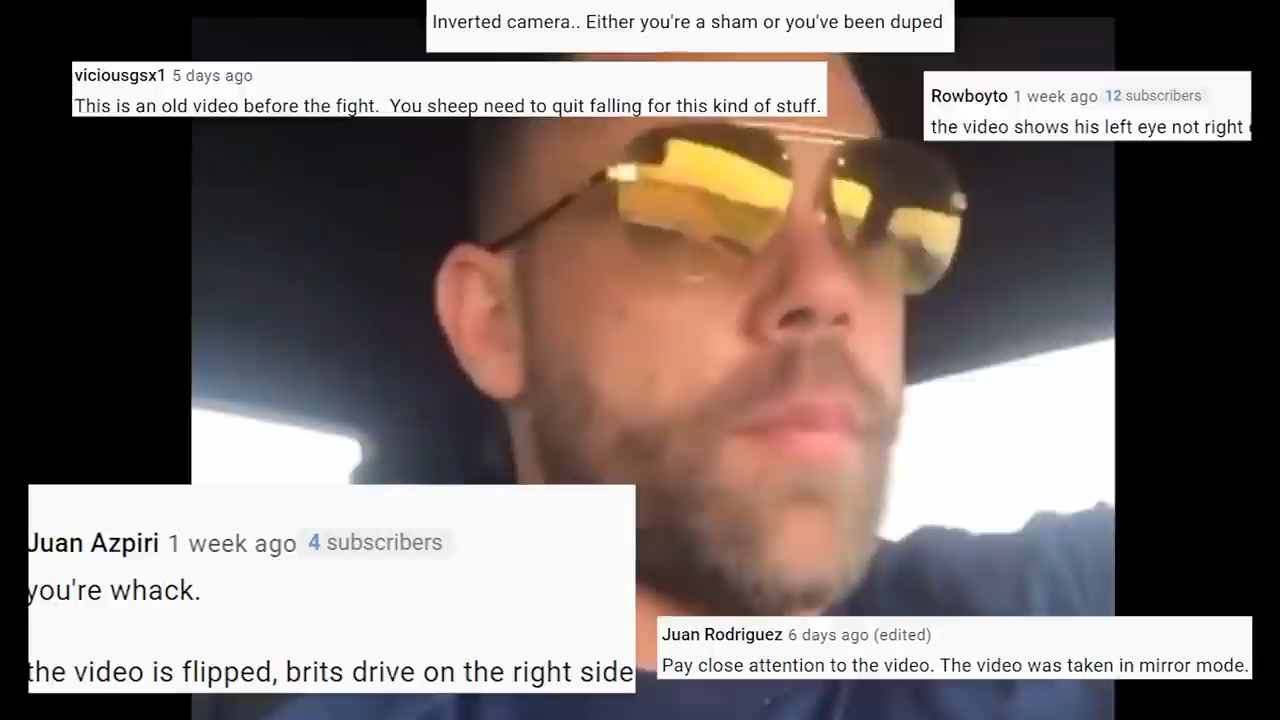 Inverted camera.. Either you're a sham or you've been duped
viciousgsx1 5 days ago
This is an old video before the fight. You sheep need to quit falling for this kind of stuff.
Rowboyto 1 week ago 12 subscribers
the video shows his left eye not right
Juan Azpiri 1 week ago 4 subscribers
you're whack.
the video is flipped, brits drive on the right side
Juan Rodriguez 6 days ago (edited)
Pay close attention to the video. The video was taken in mirror mode.